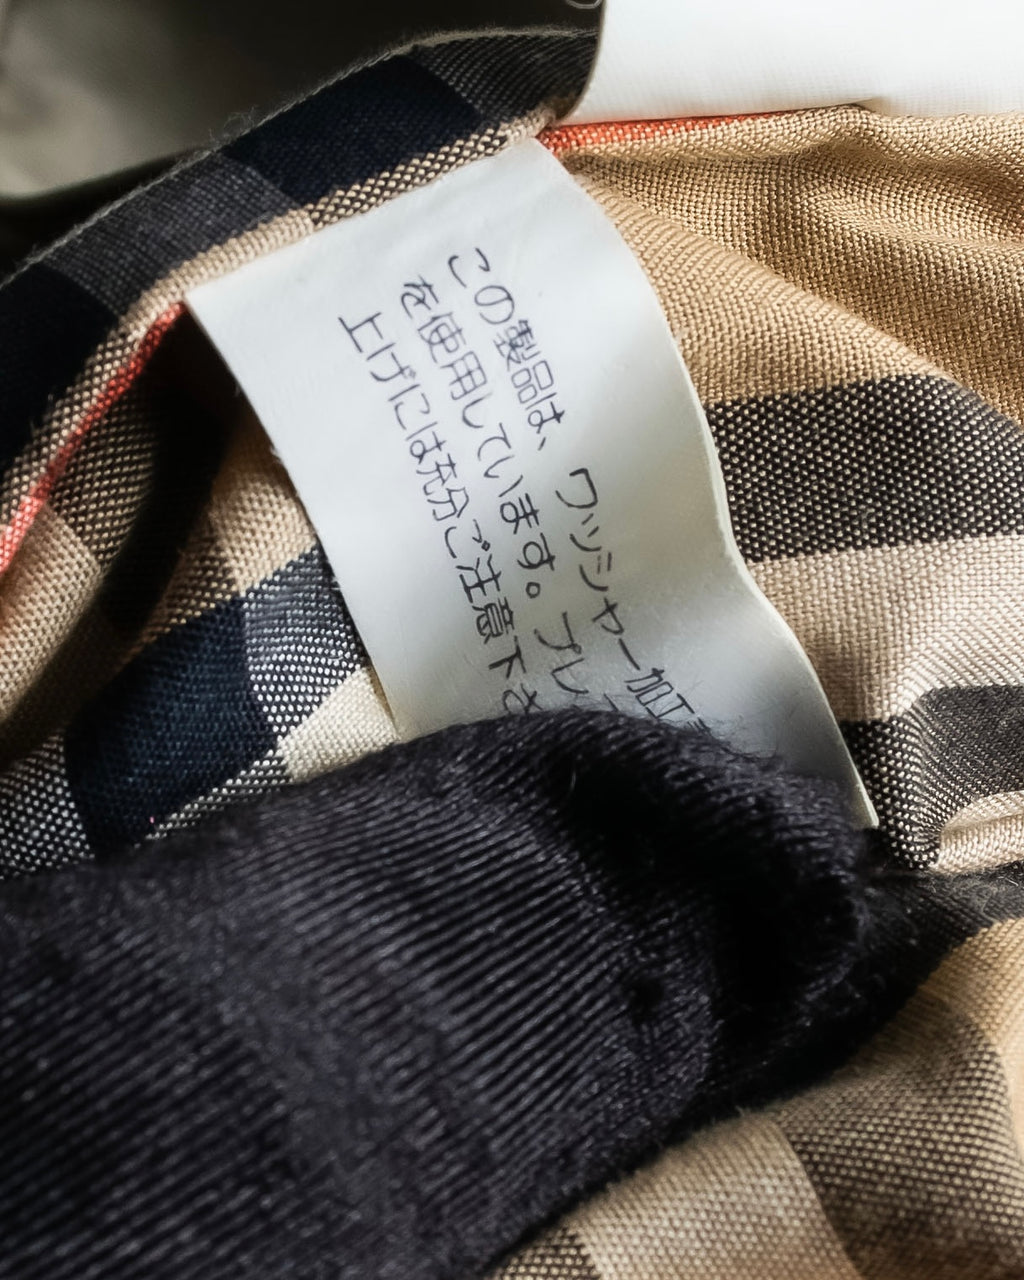 この製品は、ワッシャー加工
を使用しています。プレ
上げには充分ご注意下さ